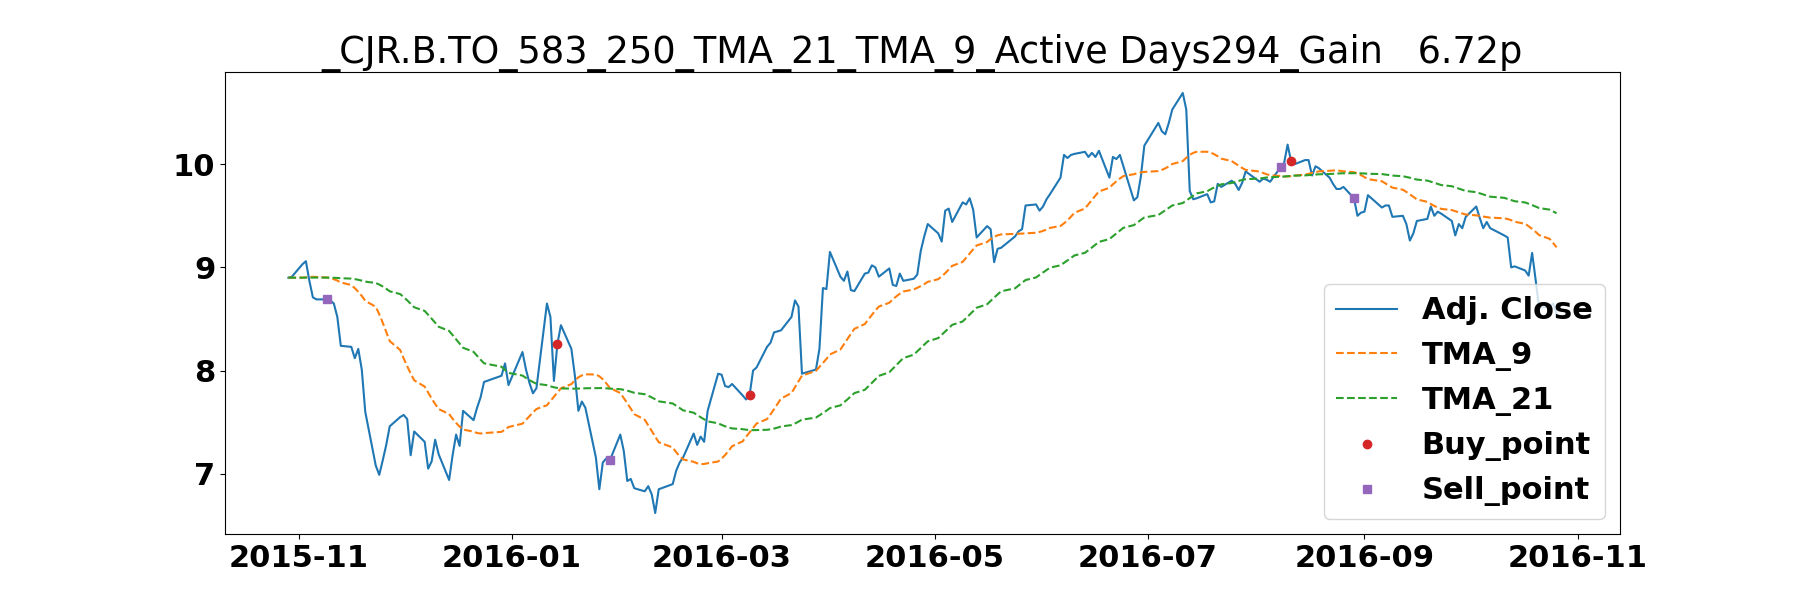 _CJR.B.TO_583_250_TMA_21_TMA_9_Active Days294_Gain   6.72p
10
9
8
7
2015-11 2016-01 2016-03 2016-05 2016-07 2016-09 2016-11
Adj. Close
TMA_9
TMA_21
Buy_point
Sell_point